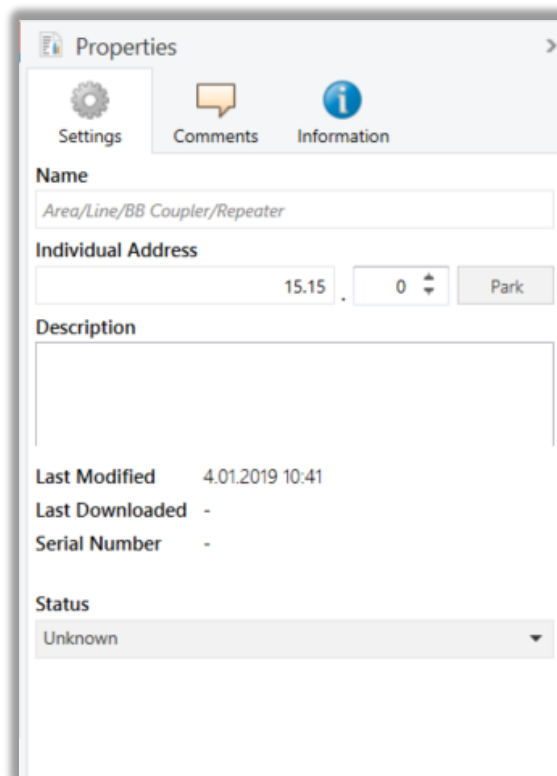 Properties
Settings Comments Information
Name
Area/Line/BB Coupler/Repeater
Individual Address
15.15 . 0 Park
Description
Last Modified 4.01.2019 10:41
Last Downloaded -
Serial Number -
Status
Unknown